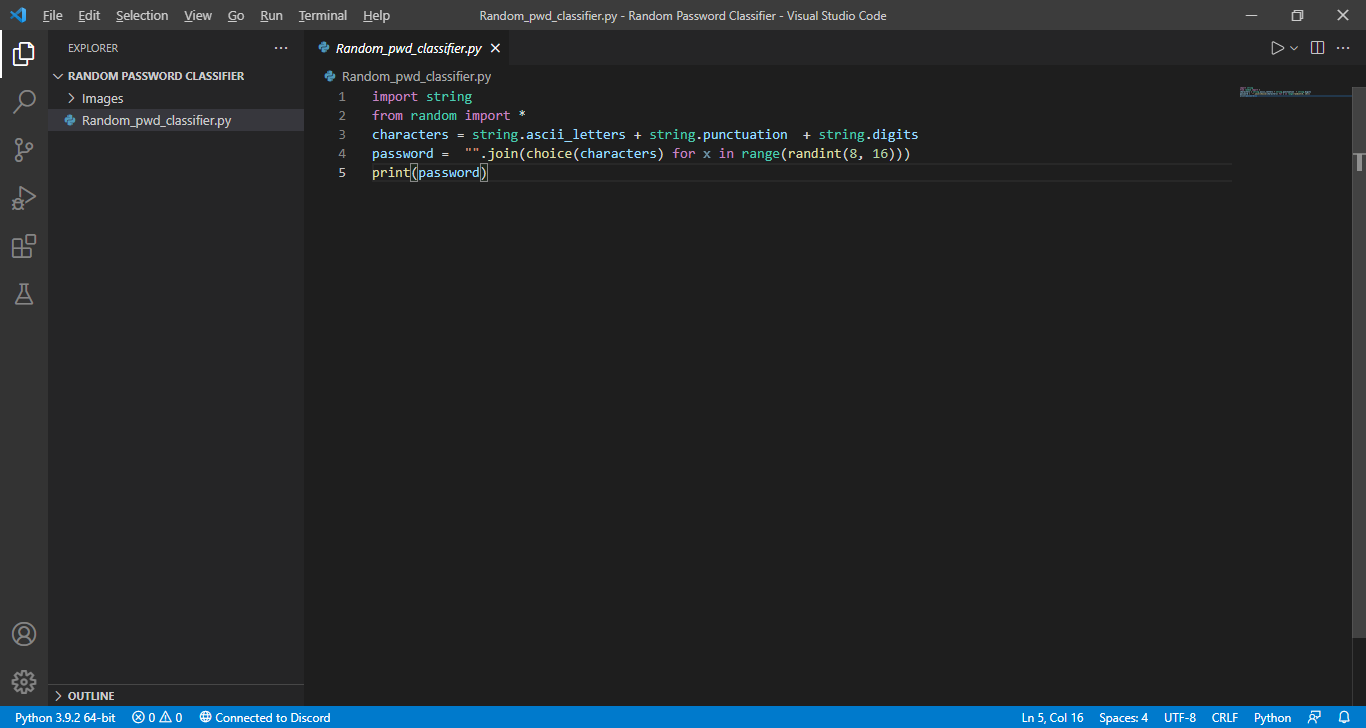 File Edit Selection View Go Run Terminal Help Random_pwd_classifier.py - Random Password Classifier - Visual Studio Code
EXPLORER
RANDOM PASSWORD CLASSIFIER
Images
Random_pwd_classifier.py
OUTLINE
Random_pwd_classifier.py
Random_pwd_classifier.py
1 import string
2 from random import *
3 characters = string.ascii_letters + string.punctuation  + string.digits
4 password =  "".join(choice(characters) for x in range(randint(8, 16)))
5 print(password)
Python 3.9.2 64-bit 0 0 Connected to Discord Ln 5, Col 16 Spaces: 4 UTF-8 CRLF Python